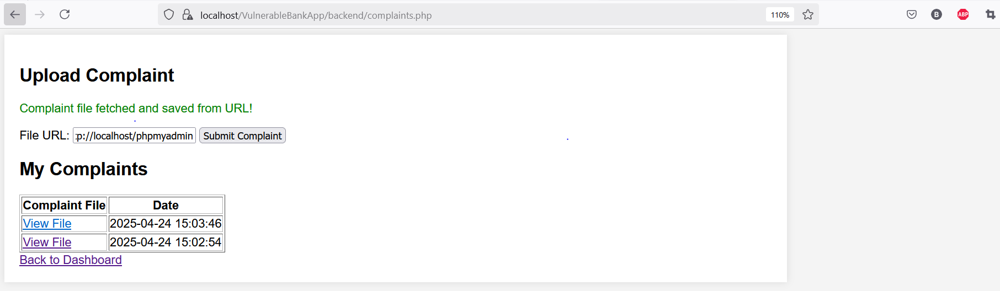 localhost/VulnerableBankApp/backend/complaints.php
110%
B
ABP
Upload Complaint
Complaint file fetched and saved from URL!
File URL: :p://localhost/phpmyadmin Submit Complaint
My Complaints
Complaint File Date
View File 2025-04-24 15:03:46
View File 2025-04-24 15:02:54
Back to Dashboard